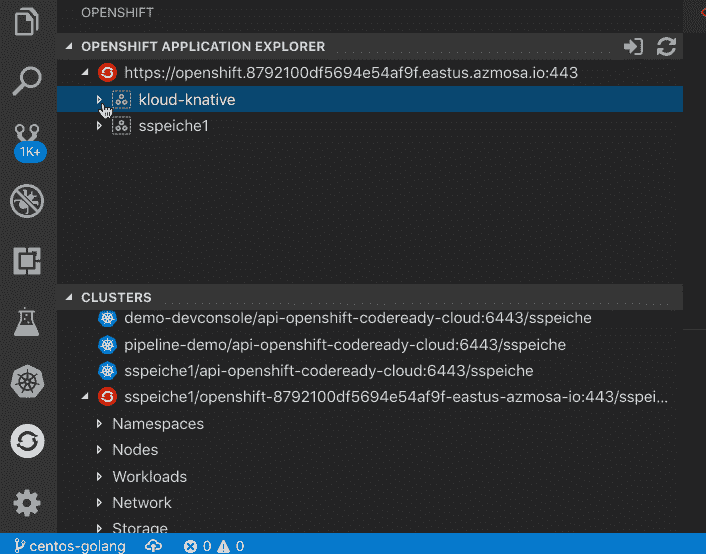 OPENSHIFT
OPENSHIFT APPLICATION EXPLORER
https://openshift.8792100df5694e54af9f.eastus.azmosa.io:443
kloud-knative
sspeiche1
1K+
CLUSTERS
demo-devconsole/api-openshift-codeready-cloud:6443/sspeiche
pipeline-demo/api-openshift-codeready-cloud:6443/sspeiche
sspeiche1/api-openshift-codeready-cloud:6443/sspeiche
sspeiche1/openshift-8792100df5694e54af9f-eastus-azmosa-io:443/sspei...
Namespaces
Nodes
Workloads
Network
Storage
centos-golang 0 0